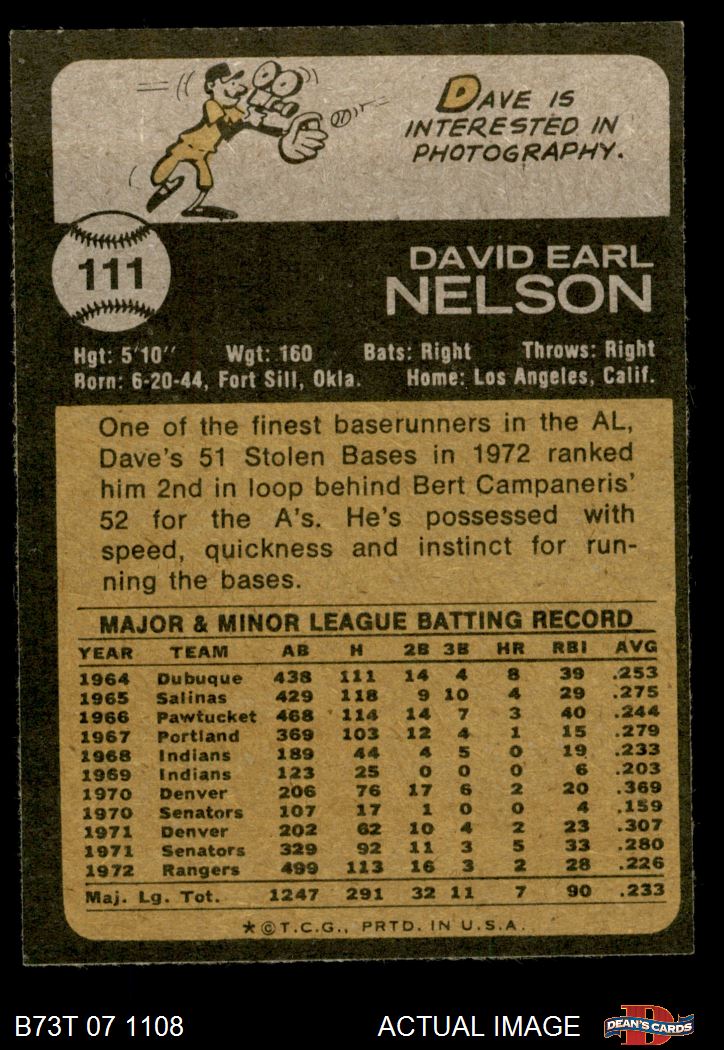 DAVE IS
INTERESTED IN
PHOTOGRAPHY.
111
DAVID EARL
NELSON
Hgt: 5'10" Wgt: 160 Bats: Right Throws: Right
Born: 6-20-44, Fort Sill, Okla. Home: Los Angeles, Calif.
One of the finest baserunners in the AL,
Dave's 51 Stolen Bases in 1972 ranked
him 2nd in loop behind Bert Campaneris'
52 for the A's. He's possessed with
speed, quickness and instinct for run-
ning the bases.
MAJOR & MINOR LEAGUE BATTING RECORD
YEAR TEAM AB H 2B 3B HR RBI AVG
1964 Dubuque 438 111 14 4 8 39 .253
1965 Salinas 429 118 9 10 4 29 .275
1966 Pawtucket 468 114 14 7 3 40 .244
1967 Portland 369 103 12 4 1 15 .279
1968 Indians 189 44 4 5 0 19 .233
1969 Indians 123 25 0 0 0 6 .203
1970 Denver 206 76 17 6 2 20 .369
1970 Senators 107 17 1 0 0 4 .159
1971 Denver 202 62 10 4 2 23 .307
1971 Senators 329 92 11 3 5 33 .280
1972 Rangers 499 113 16 3 2 28 .226
Maj. Lg. Tot. 1247 291 32 11 7 90 .233
*©T.C.G., PRTD. IN U.S.A.
B73T 07 1108 ACTUAL IMAGE D DEAN'S CARDS